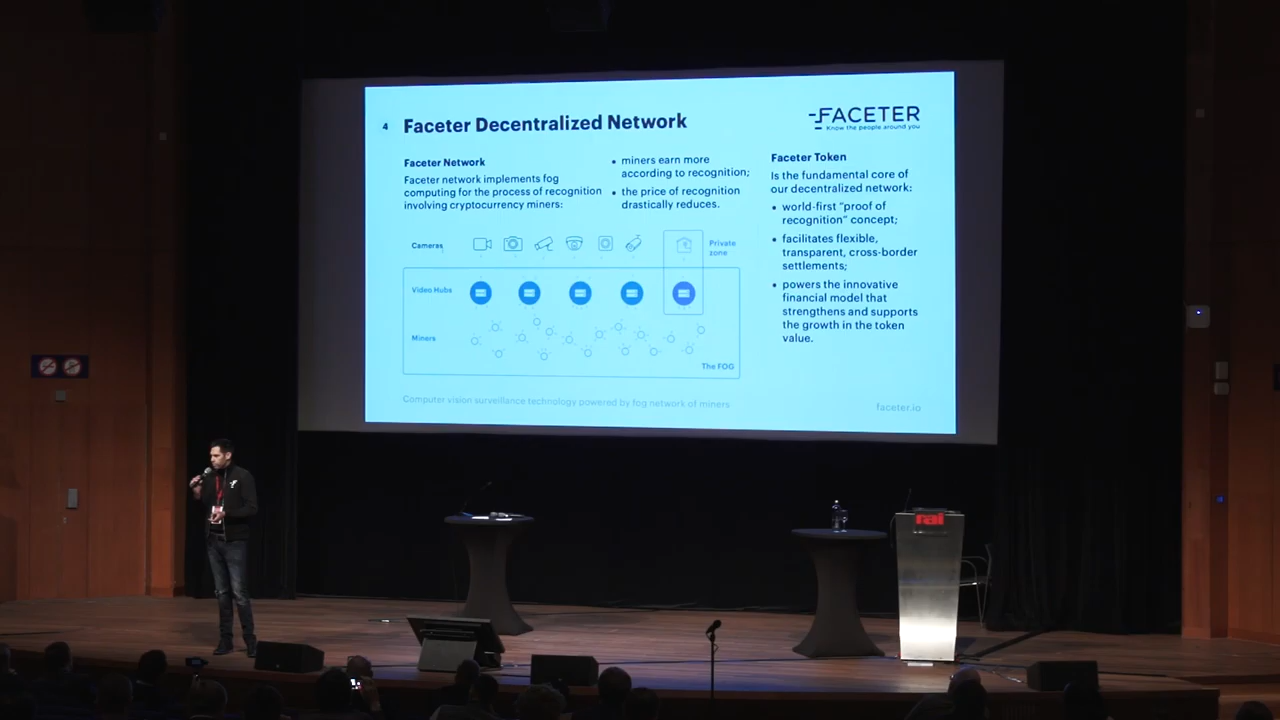 4
Faceter Decentralized Network
FACETER
Know the people around you
Faceter Network
Faceter network implements fog
computing for the process of recognition
involving cryptocurrency miners:
• miners earn more
according to recognition;
• the price of recognition
drastically reduces.
Cameras
Private
zone
Video Hubs
Miners
The FOG
Faceter Token
Is the fundamental core of
our decentralized network:
• world-first “proof of
recognition” concept;
• facilitates flexible,
transparent, cross-border
settlements;
• powers the innovative
financial model that
strengthens and supports
the growth in the token
value.
Computer vision surveillance technology powered by fog network of miners
faceter.io
rai